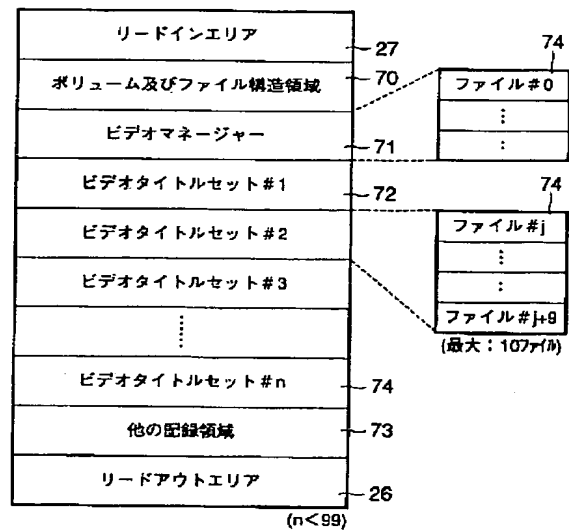 リードインエリア
27
ボリューム及びファイル構造領域
70
ビデオマネージャー
71
ビデオタイトルセット#1
72
ビデオタイトルセット#2
ビデオタイトルセット#3
ビデオタイトルセット#n
74
他の記録領域
73
リードアウトエリア
26
(n<99)
74
ファイル#0
74
ファイル#j
ファイル#j+9
(最大:10ファイル)